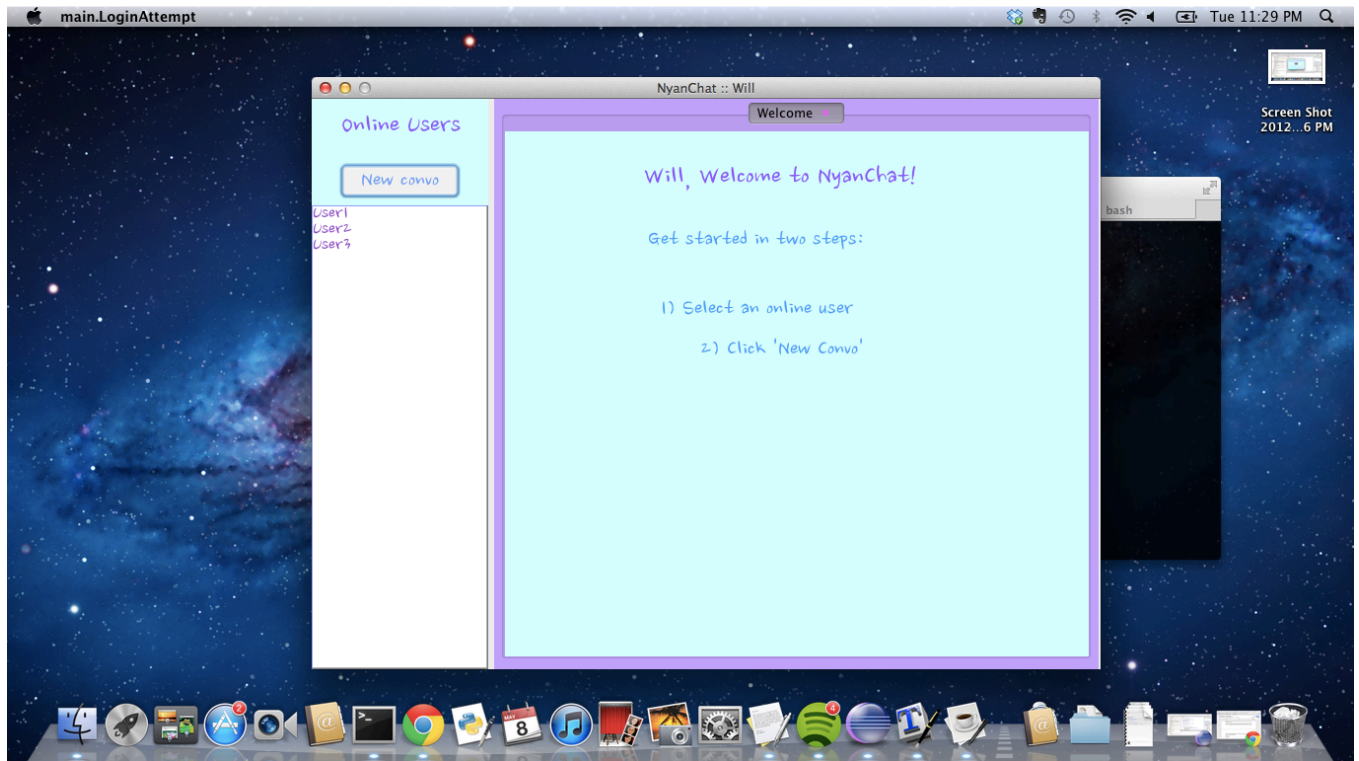 main.LoginAttempt
Tue 11:29 PM
NyanChat :: Will
Screen Shot
2012...6 PM
Online Users
New convo
User1
User2
User3
Welcome
Will, Welcome to NyanChat!
Get started in two steps:
1) Select an online user
2) Click 'New Convo'
bash
2
MAY
8
4